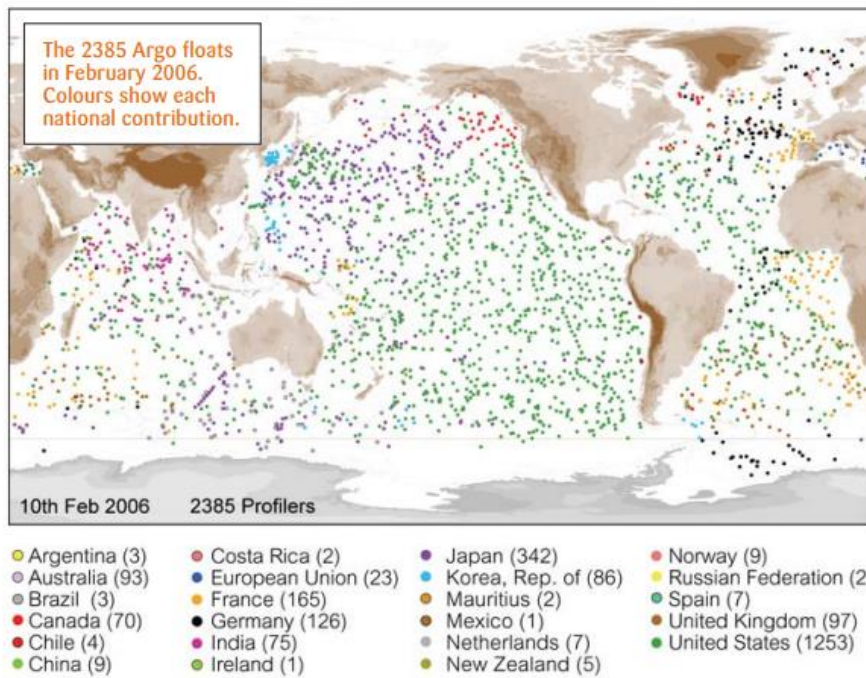 The 2385 Argo floats
in February 2006.
Colours show each
national contribution.
10th Feb 2006 2385 Profilers
Argentina (3)
Australia (93)
Brazil (3)
Canada (70)
Chile (4)
China (9)
Costa Rica (2)
European Union (23)
France (165)
Germany (126)
India (75)
Ireland (1)
Japan (342)
Korea, Rep. of (86)
Mauritius (2)
Mexico (1)
Netherlands (7)
New Zealand (5)
Norway (9)
Russian Federation (2
Spain (7)
United Kingdom (97)
United States (1253)